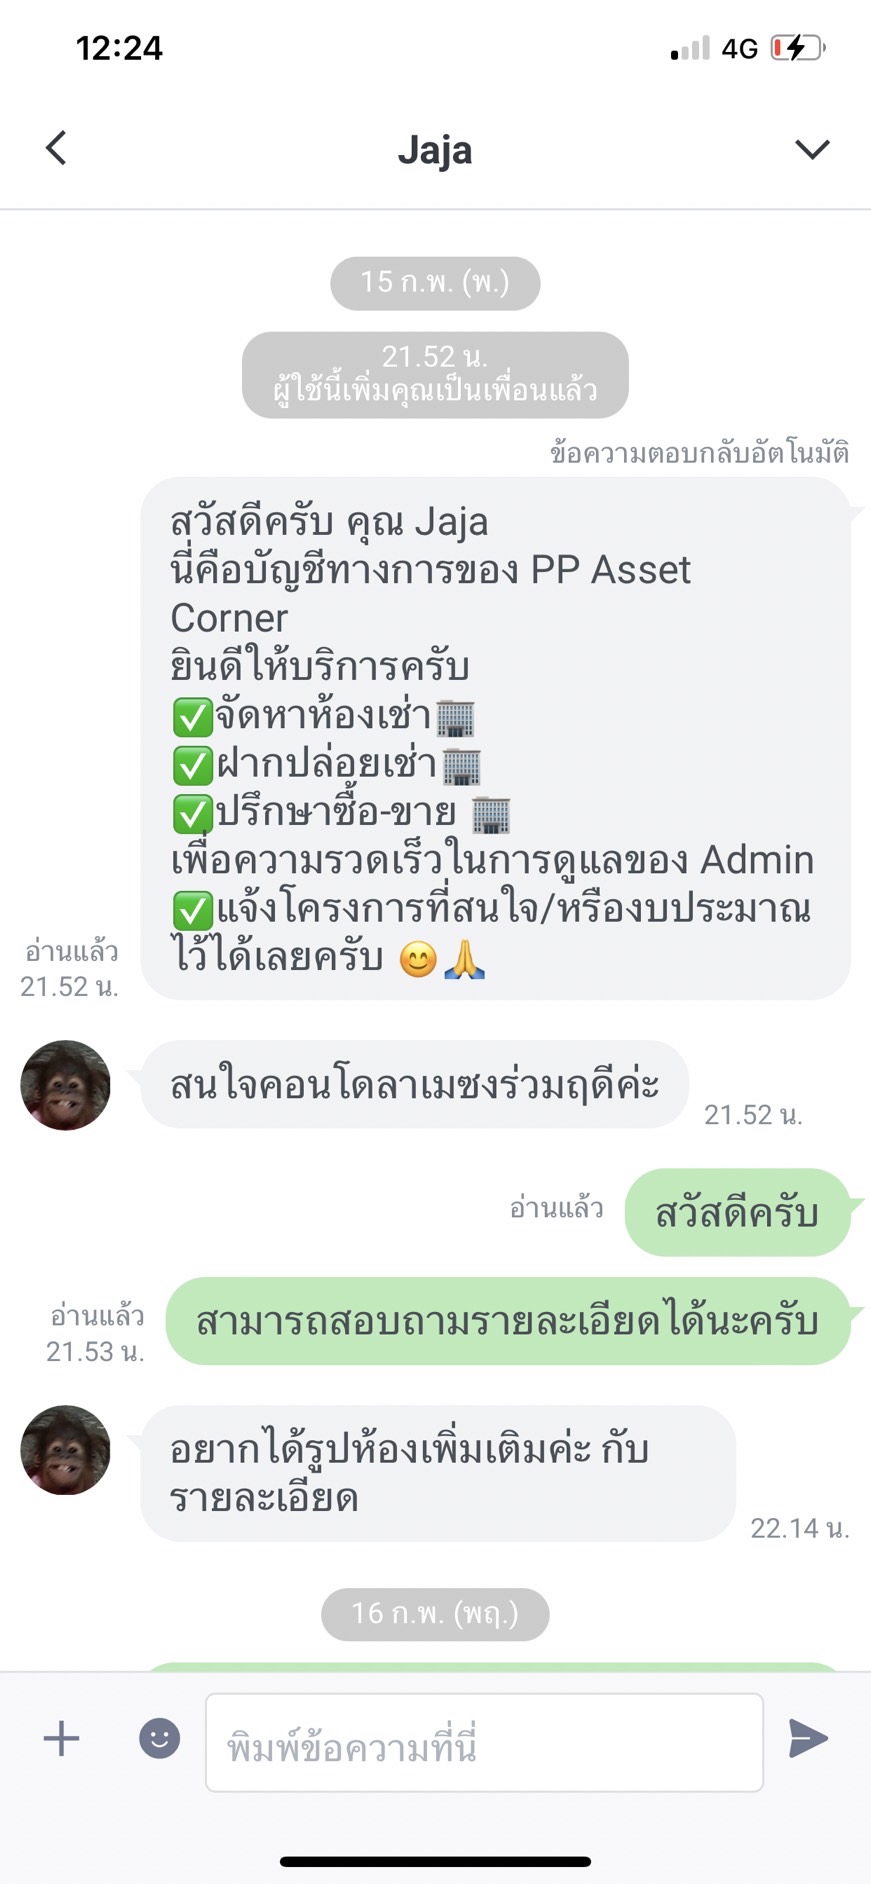 12:24
4G
Jaja
15 ก.พ. (พ.)
21.52 น.
ผู้ใช้นี้เพิ่มคุณเป็นเพื่อนแล้ว
ข้อความตอบกลับอัตโนมัติ
สวัสดีครับ คุณ Jaja
นี่คือบัญชีทางการของ PP Asset
Corner
ยินดีให้บริการครับ
✅จัดหาห้องเช่า🏢
✅ฝากปล่อยเช่า🏢
✅ปรึกษาซื้อ-ขาย 🏢
เพื่อความรวดเร็วในการดูแลของ Admin
✅แจ้งโครงการที่สนใจ/หรืองบประมาณ
ไว้ได้เลยครับ 😊🙏
อ่านแล้ว
21.52 น.
สนใจคอนโดลาเมซงร่วมฤดีค่ะ
21.52 น.
อ่านแล้ว
สวัสดีครับ
อ่านแล้ว
21.53 น.
สามารถสอบถามรายละเอียดได้นะครับ
อยากได้รูปห้องเพิ่มเติมค่ะ กับ
รายละเอียด
22.14 น.
16 ก.พ. (พฤ.)
พิมพ์ข้อความที่นี่